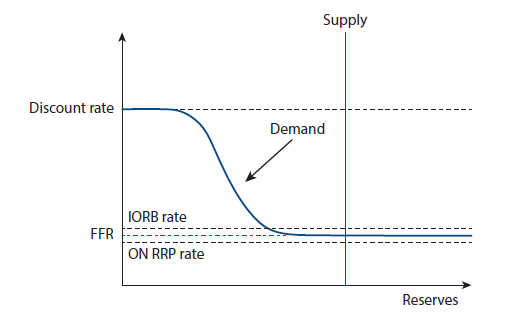 Supply
Discount rate
Demand
IORB rate
FFR
ON RRP rate
Reserves